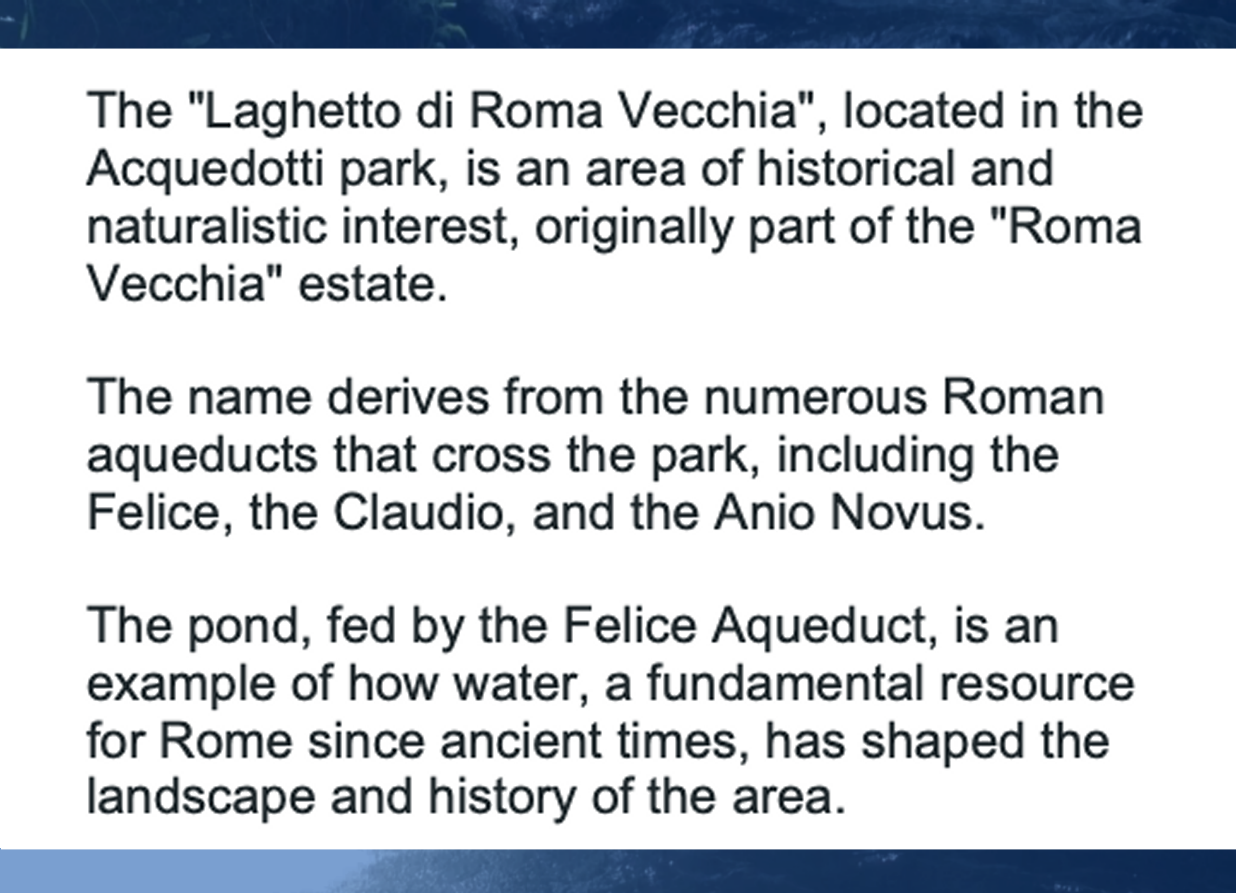 The "Laghetto di Roma Vecchia", located in the
Acquedotti park, is an area of historical and
naturalistic interest, originally part of the "Roma
Vecchia" estate.
The name derives from the numerous Roman
aqueducts that cross the park, including the
Felice, the Claudio, and the Anio Novus.
The pond, fed by the Felice Aqueduct, is an
example of how water, a fundamental resource
for Rome since ancient times, has shaped the
landscape and history of the area.